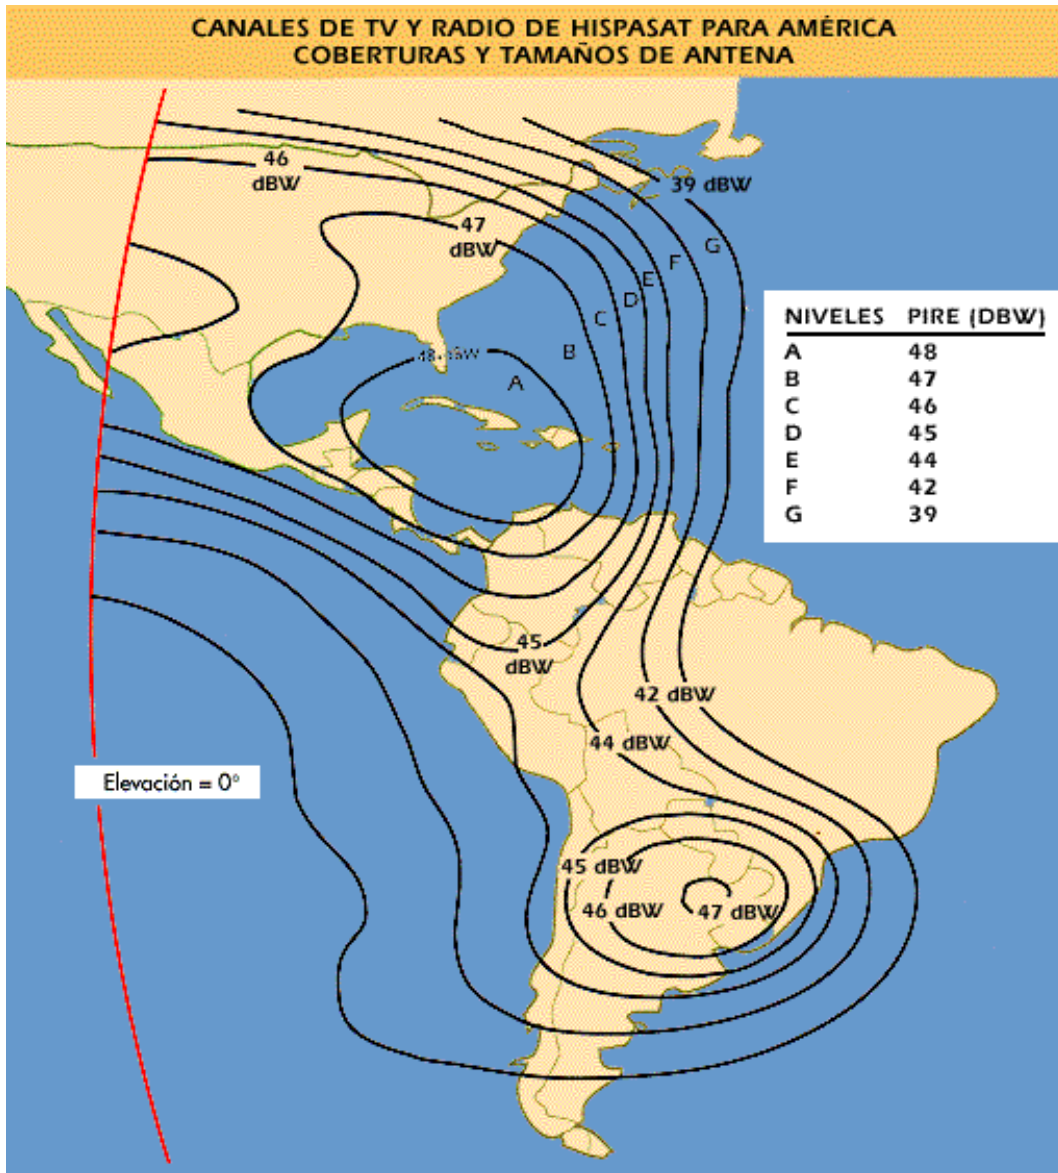 CANALES DE TV Y RADIO DE HISPASAT PARA AMÉRICA
COBERTURAS Y TAMAÑOS DE ANTENA
46
dBW
39 dBW
47
dBW
G
F
E
D
C
B
48 dBW
A
NIVELES PIRE (DBW)
A 48
B 47
C 46
D 45
E 44
F 42
G 39
45
dBW
42 dBW
44 dBW
Elevación = 0°
45 dBW
46 dBW
47 dBW